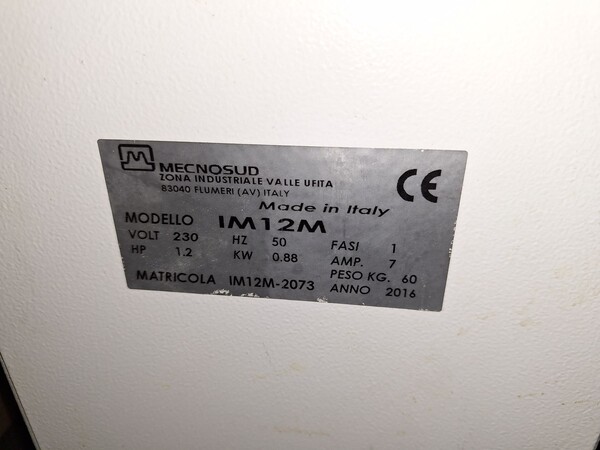 MECNOSUD
ZONA INDUSTRIALE VALLE UFITA
83040 FLUMERI (AV) ITALY
CE
Made in Italy
MODELLO IM12M
VOLT 230 HZ 50 FASI 1
HP 1.2 KW 0.88 AMP. 7
PESO KG. 60
MATRICOLA IM12M-2073 ANNO 2016